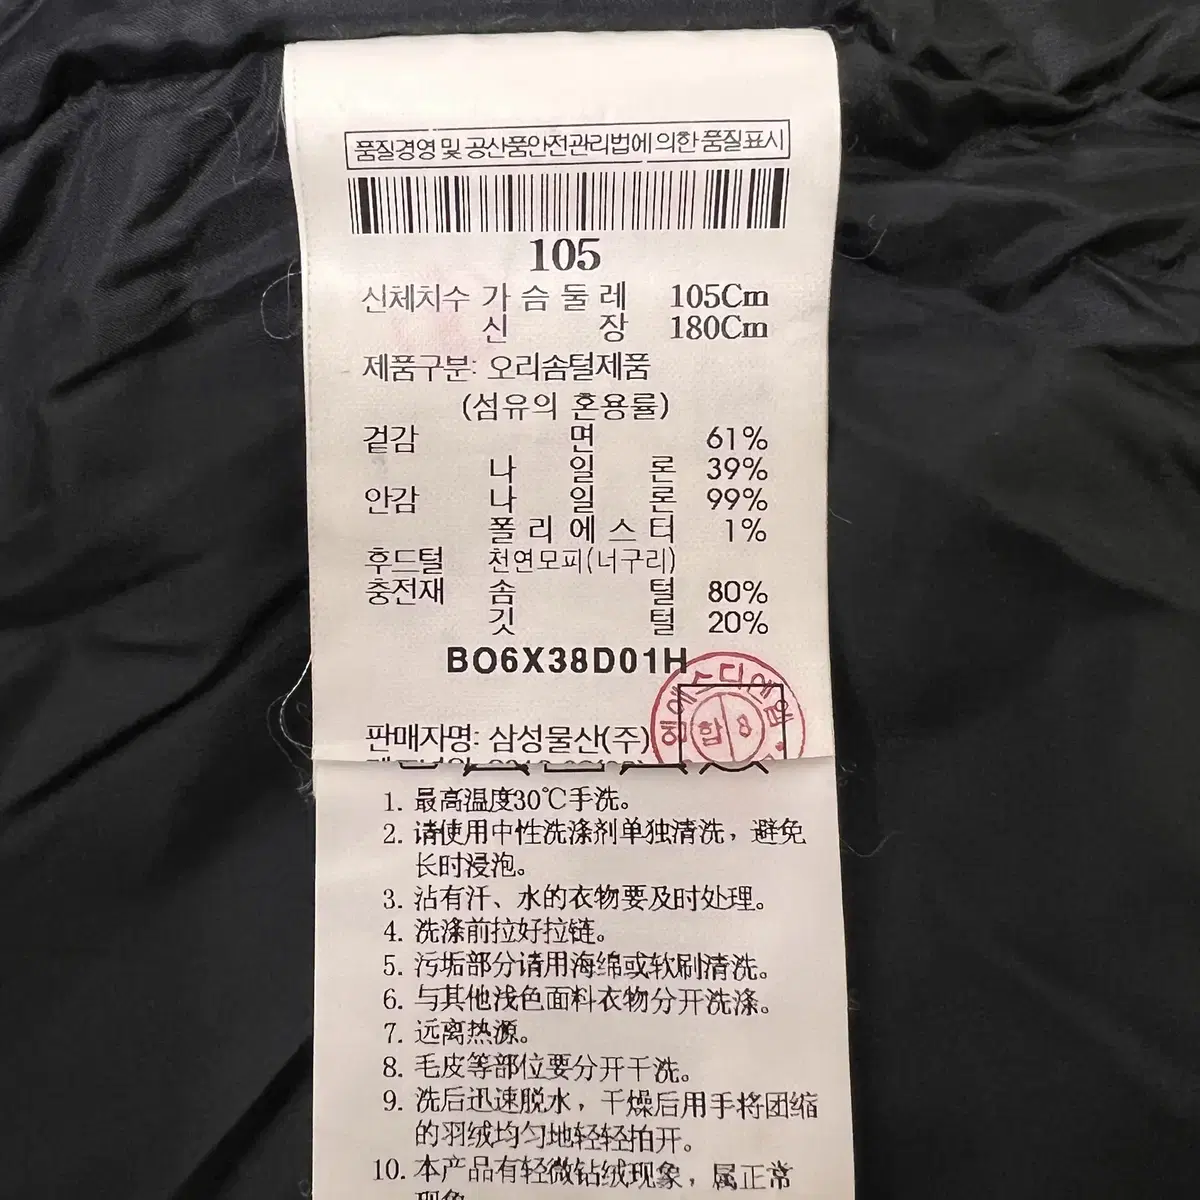 품질경영 및 공산품안전관리법에 의한 품질표시
105
신체치수 가슴둘레 105Cm
신장 180Cm
제품구분: 오리솜털제품
(섬유의 혼용률)
겉감 면 61%
나일론 39%
안감 나일론 99%
폴리에스터 1%
후드털 천연모피(너구리)
충전재 솜털 80%
깃털 20%
BO6X38D01H
판매자명: 삼성물산(주)
합 8
1. 最高温度30℃手洗。
2. 请使用中性洗涤剂单独清洗，避免
长时浸泡。
3. 沾有汗、水的衣物要及时处理。
4. 洗涤前拉好拉链。
5. 污垢部分请用海绵或软刷清洗。
6. 与其他浅色面料衣物分开洗涤。
7. 远离热源。
8. 毛皮等部位要分开干洗。
9. 洗后迅速脱水，干燥后用手将团缩
的羽绒均匀地轻轻拍开。
10. 本产品有轻微钻绒现象，属正常